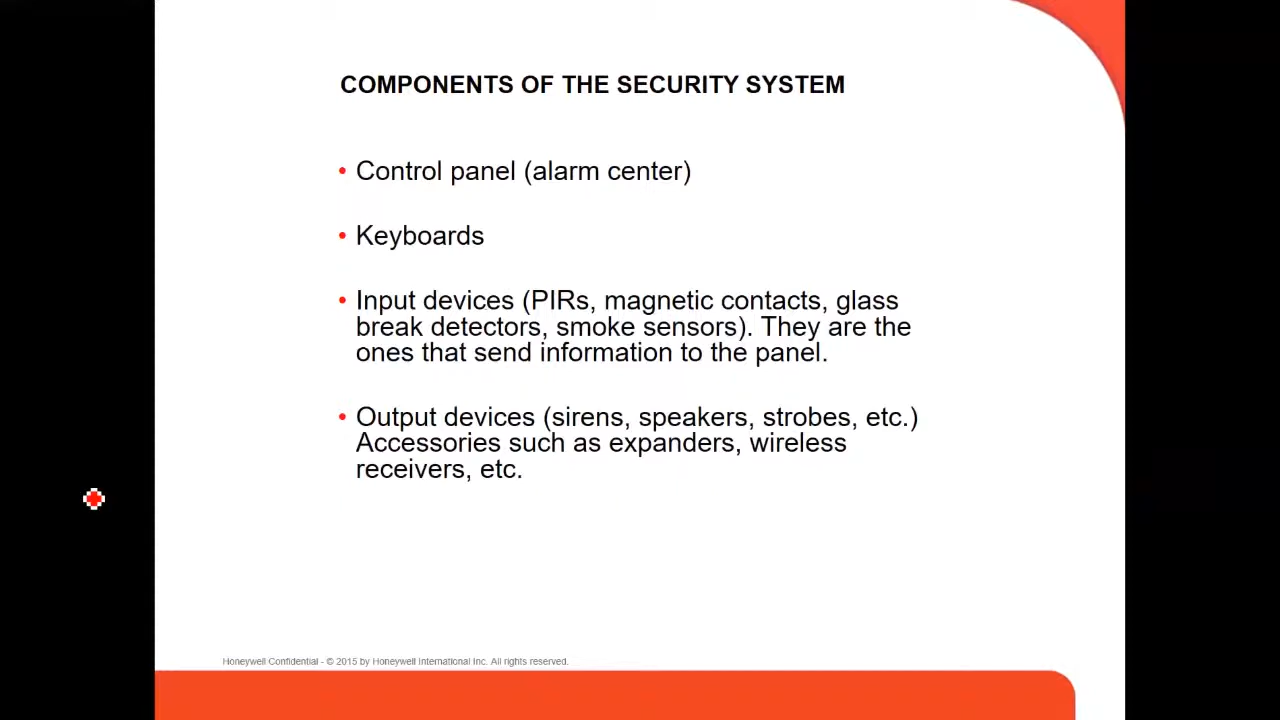 COMPONENTS OF THE SECURITY SYSTEM
• Control panel (alarm center)
• Keyboards
• Input devices (PIRs, magnetic contacts, glass
break detectors, smoke sensors). They are the
ones that send information to the panel.
• Output devices (sirens, speakers, strobes, etc.)
Accessories such as expanders, wireless
receivers, etc.
Honeywell Confidential - © 2015 by Honeywell International Inc. All rights reserved.